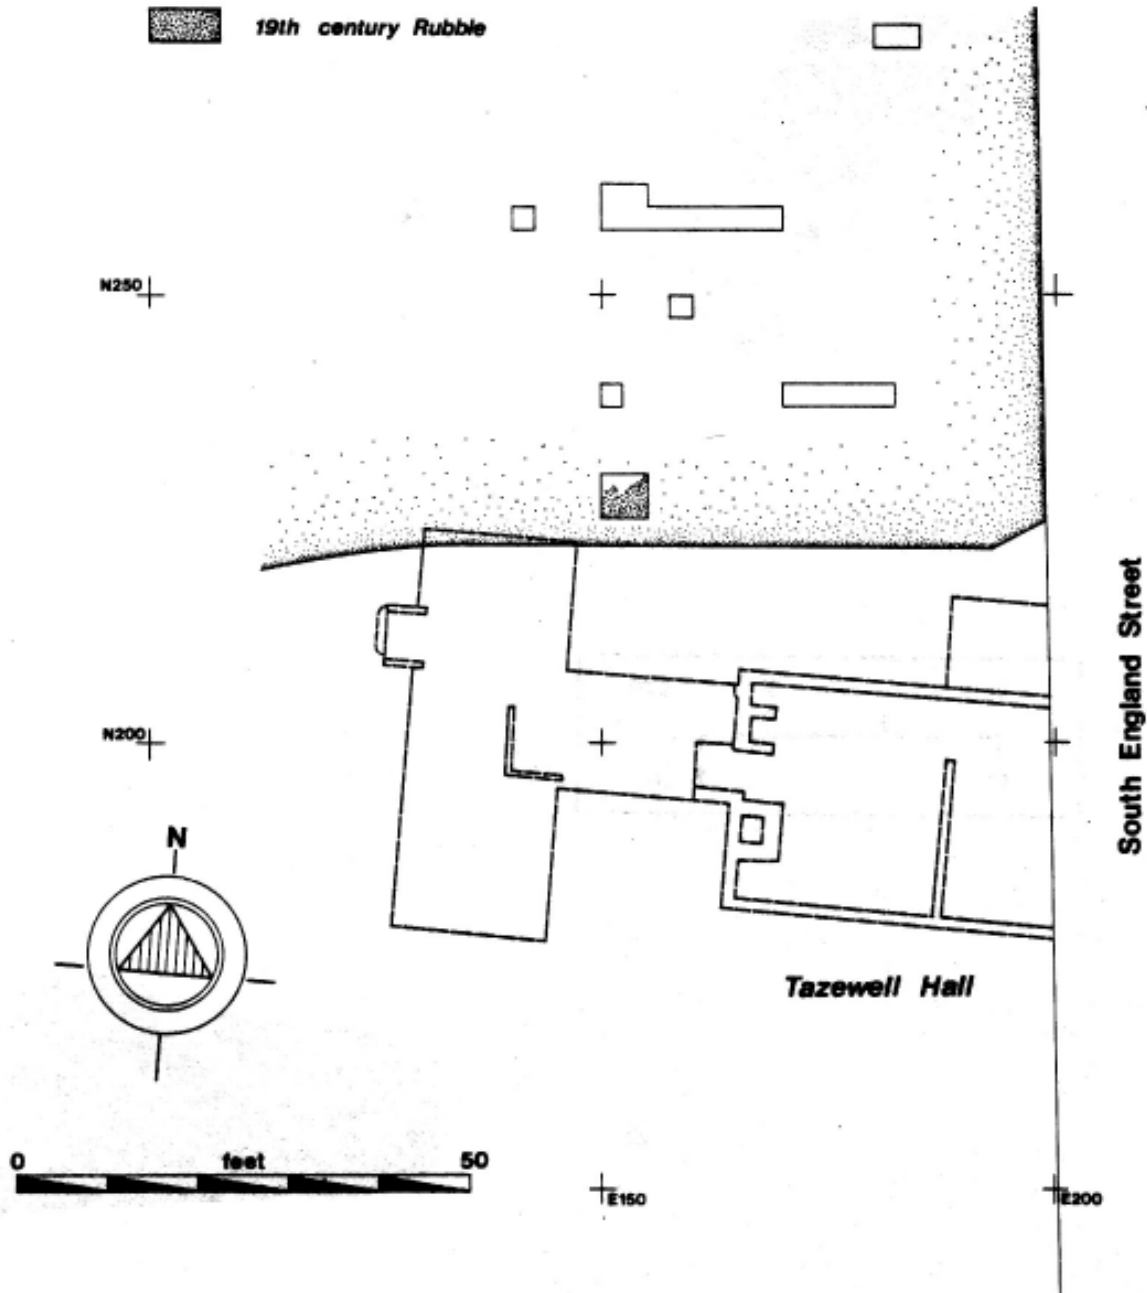 19th century Rubble
N250
South England Street
N200
N
Tazewell Hall
0 feet 50
E150
E200